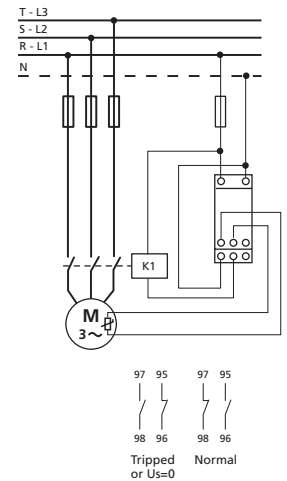 T - L3
S - L2
R - L1
N
K1
M
3~
97 95 97 95
98 96 98 96
Tripped
or Us=0
Normal